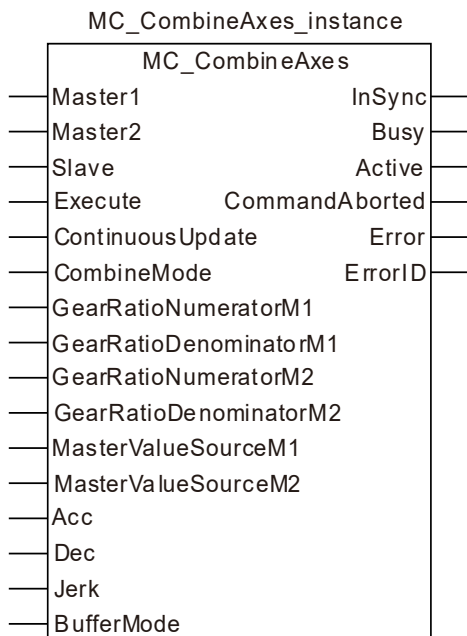 MC_CombineAxes_instance
MC_CombineAxes
Master1 InSync
Master2 Busy
Slave Active
Execute CommandAborted
ContinuousUpdate Error
CombineMode ErrorID
GearRatioNumeratorM1
GearRatioDenominatorM1
GearRatioNumeratorM2
GearRatioDenominatorM2
MasterValueSourceM1
MasterValueSourceM2
Acc
Dec
Jerk
BufferMode